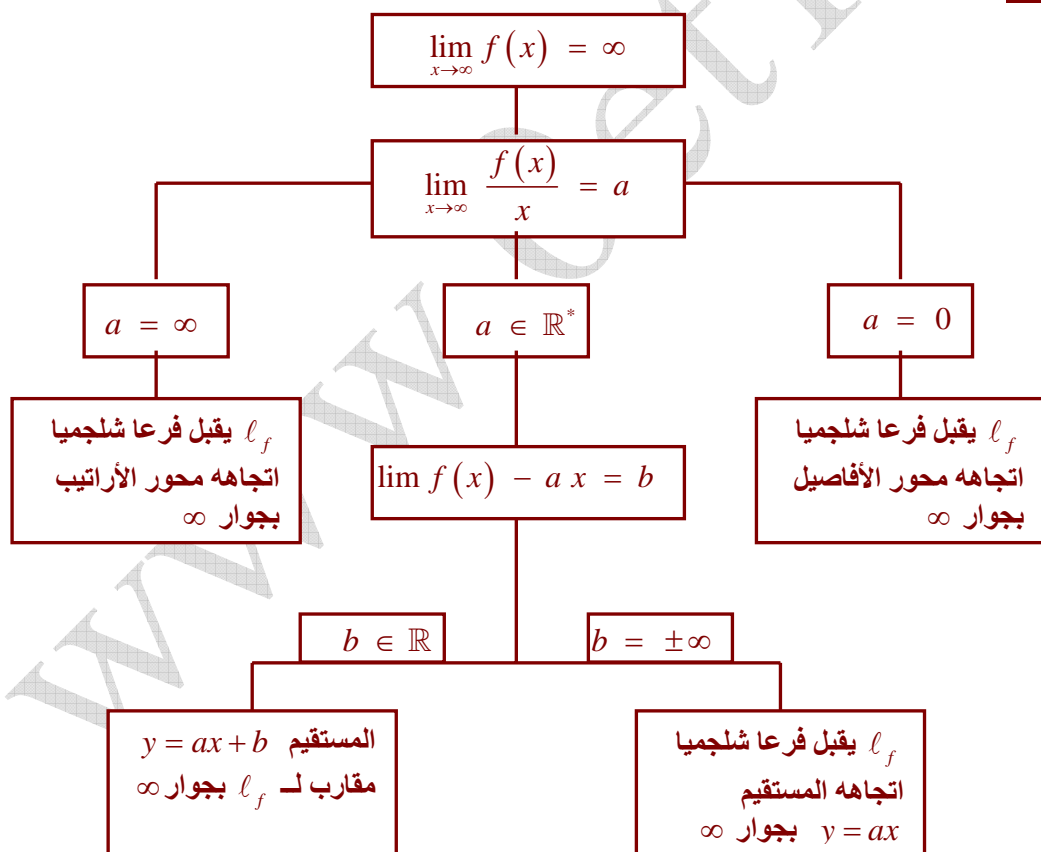 lim f(x) = ∞
x→∞
lim f(x)/x = a
x→∞
a = ∞
a ∈ ℝ*
a = 0
ℓ_f يقبل فرعا شلجميا
اتجاهه محور الأراتيب
بجوار ∞
lim f(x) − a x = b
ℓ_f يقبل فرعا شلجميا
اتجاهه محور الأفاصيل
بجوار ∞
b ∈ ℝ
b = ±∞
المستقيم y = ax + b
مقارب لـ ℓ_f بجوار ∞
ℓ_f يقبل فرعا شلجميا
اتجاهه المستقيم
y = ax بجوار ∞